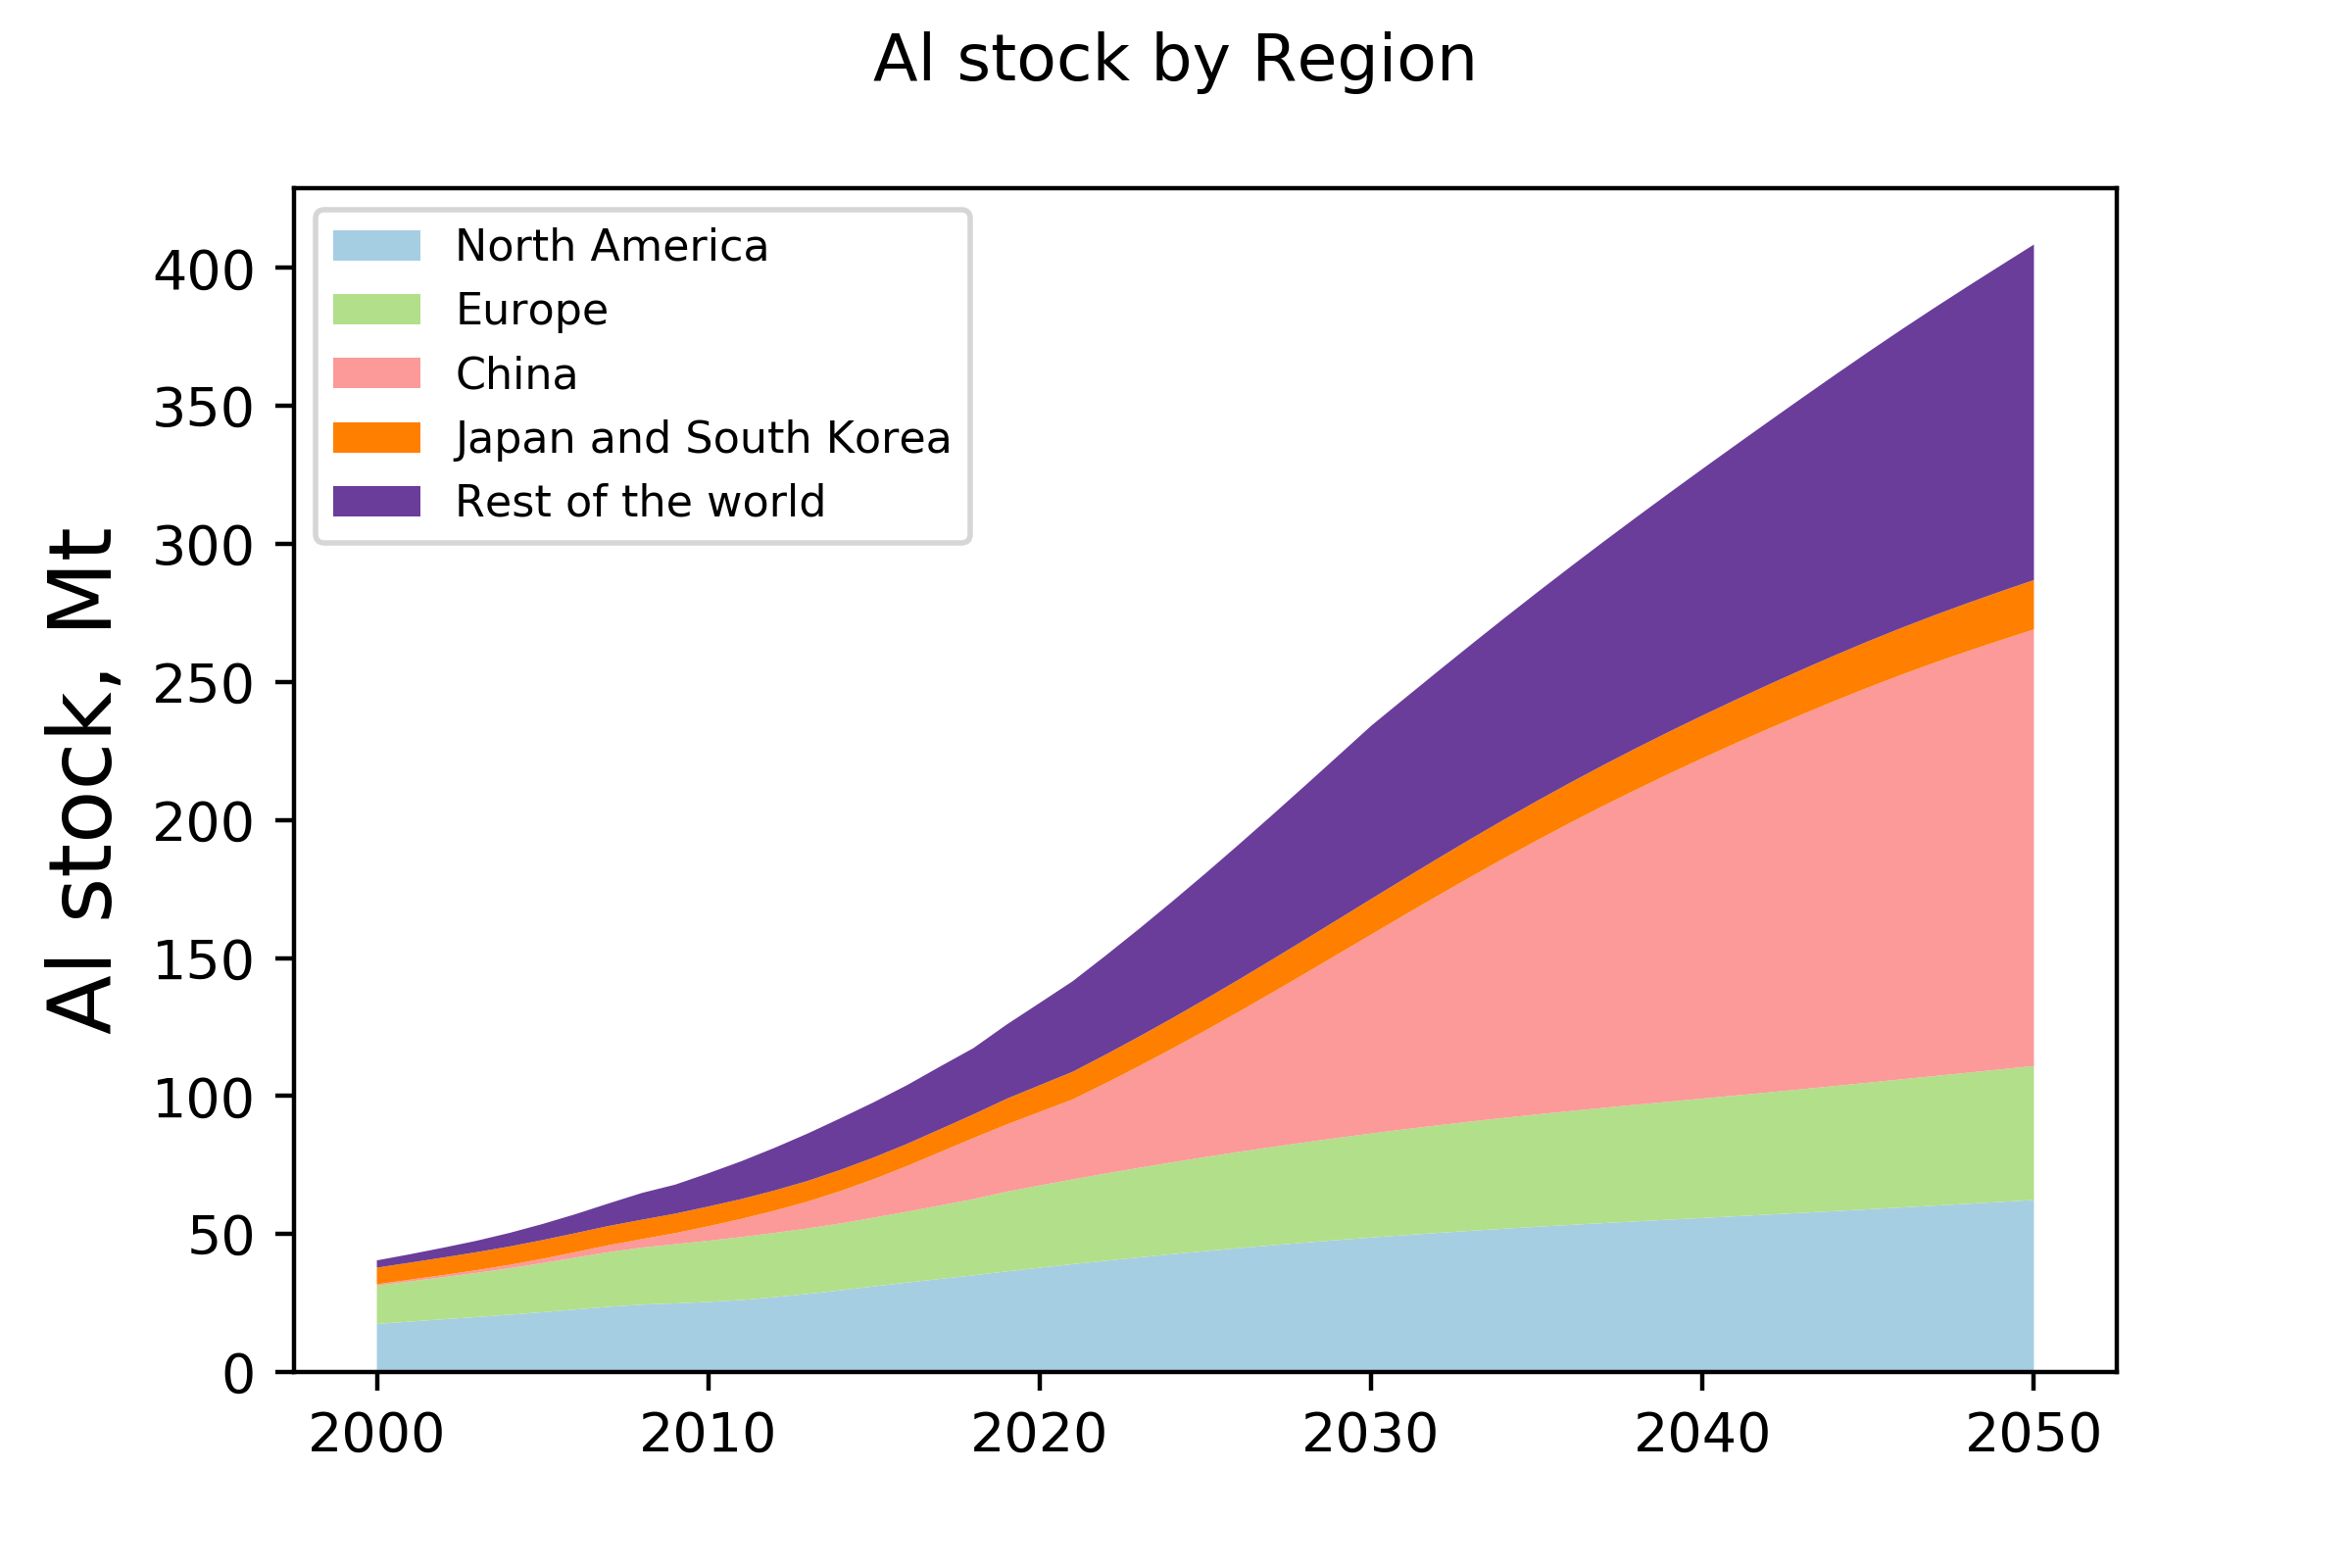 Al stock by Region
North America
Europe
China
Japan and South Korea
Rest of the world
Al stock, Mt
400
350
300
250
200
150
100
50
0
2000 2010 2020 2030 2040 2050